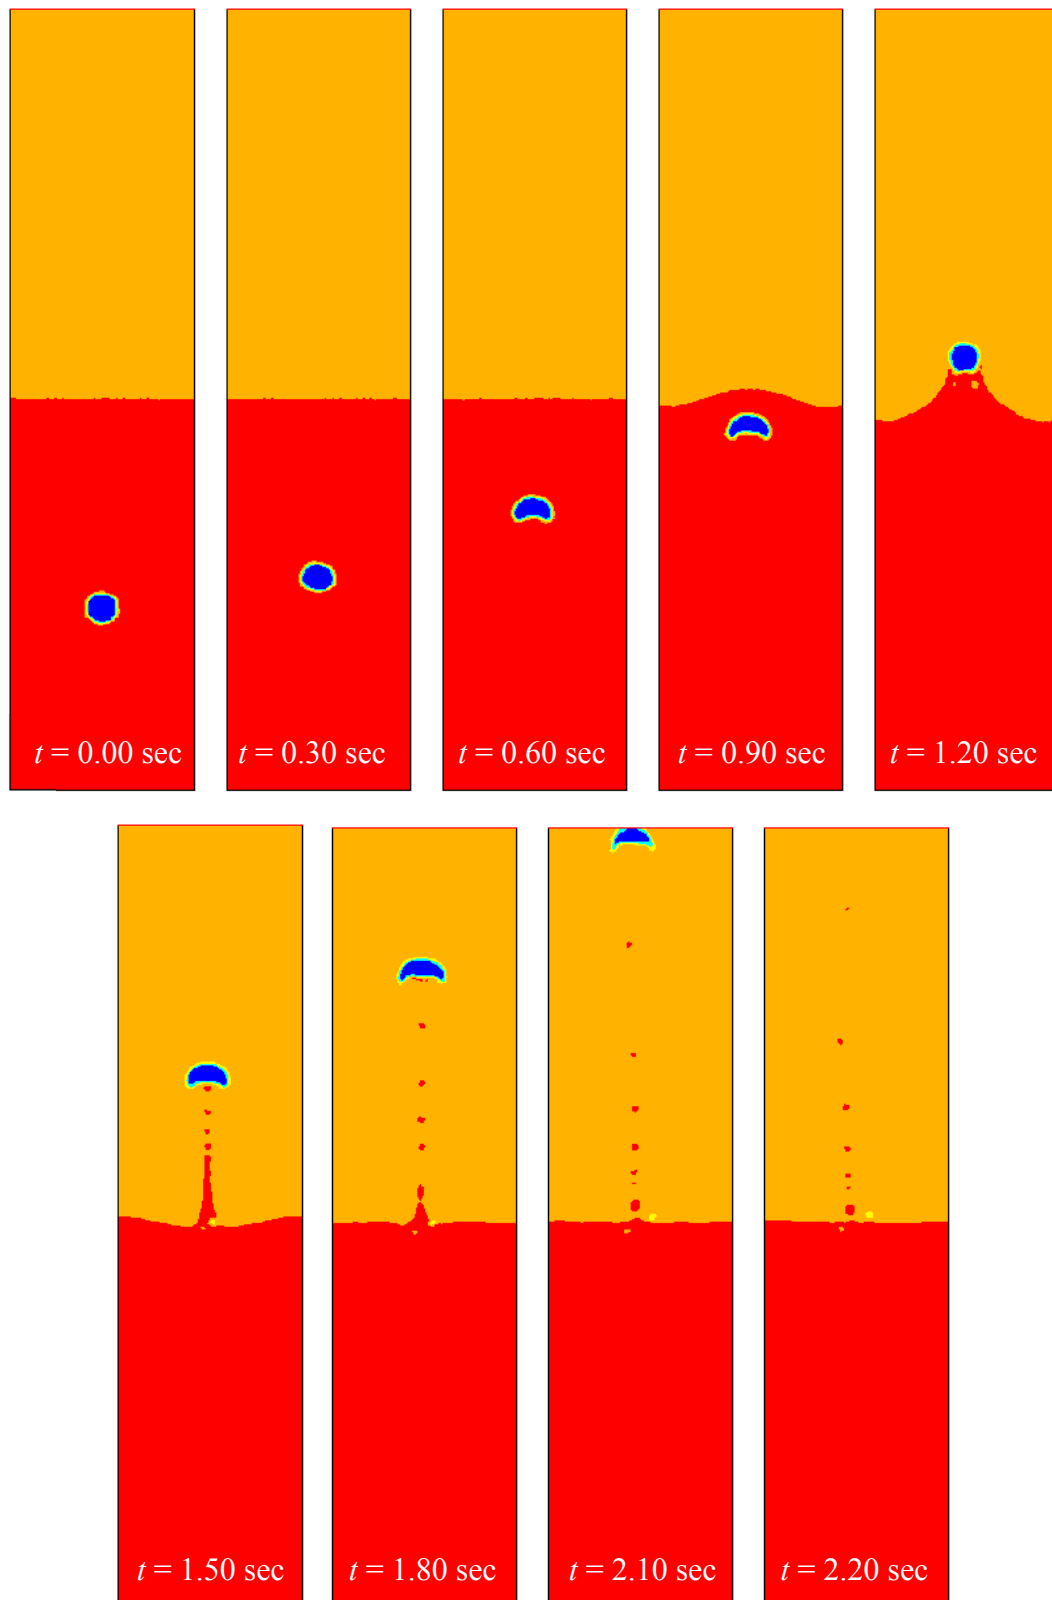 t = 0.00 sec
t = 0.30 sec
t = 0.60 sec
t = 0.90 sec
t = 1.20 sec
t = 1.50 sec
t = 1.80 sec
t = 2.10 sec
t = 2.20 sec